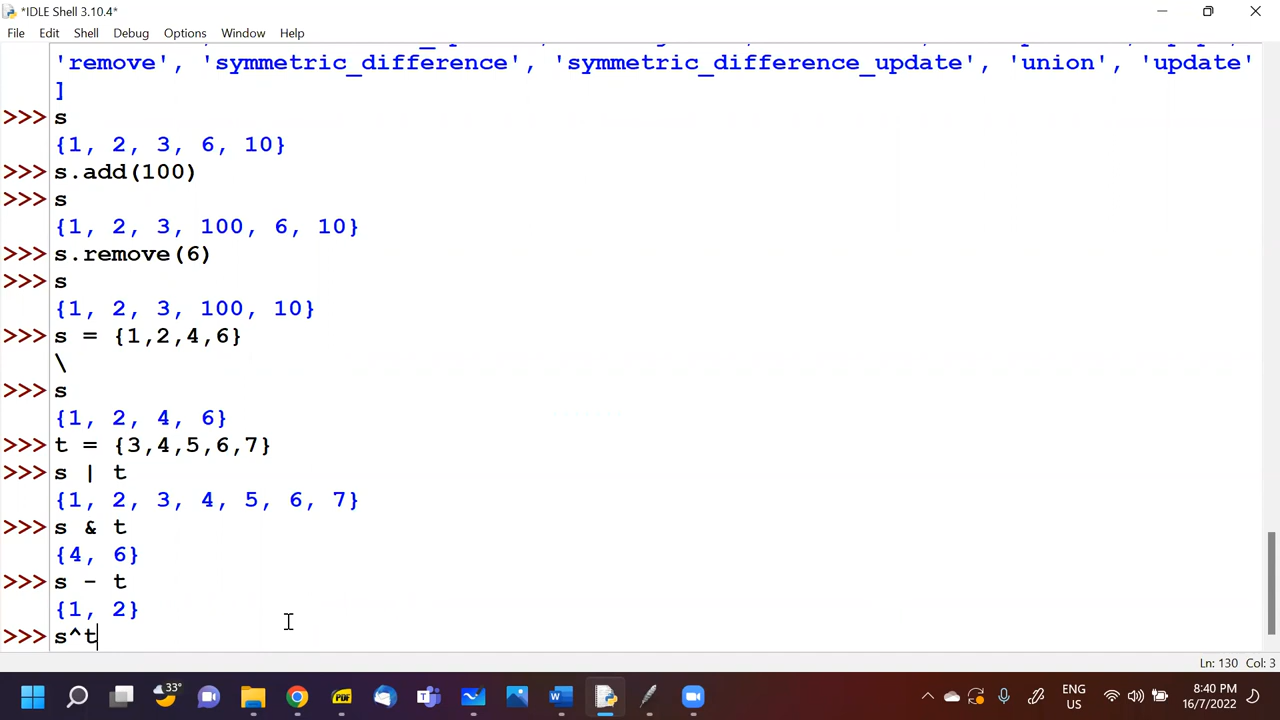 *IDLE Shell 3.10.4*
File Edit Shell Debug Options Window Help
'remove', 'symmetric_difference', 'symmetric_difference_update', 'union', 'update'
]
>>> s
{1, 2, 3, 6, 10}
>>> s.add(100)
>>> s
{1, 2, 3, 100, 6, 10}
>>> s.remove(6)
>>> s
{1, 2, 3, 100, 10}
>>> s = {1,2,4,6}
\
>>> s
{1, 2, 4, 6}
>>> t = {3,4,5,6,7}
>>> s | t
{1, 2, 3, 4, 5, 6, 7}
>>> s & t
{4, 6}
>>> s - t
{1, 2}
>>> s^t
Ln: 130 Col: 3
33°
PDF
ENG
US
8:40 PM
16/7/2022